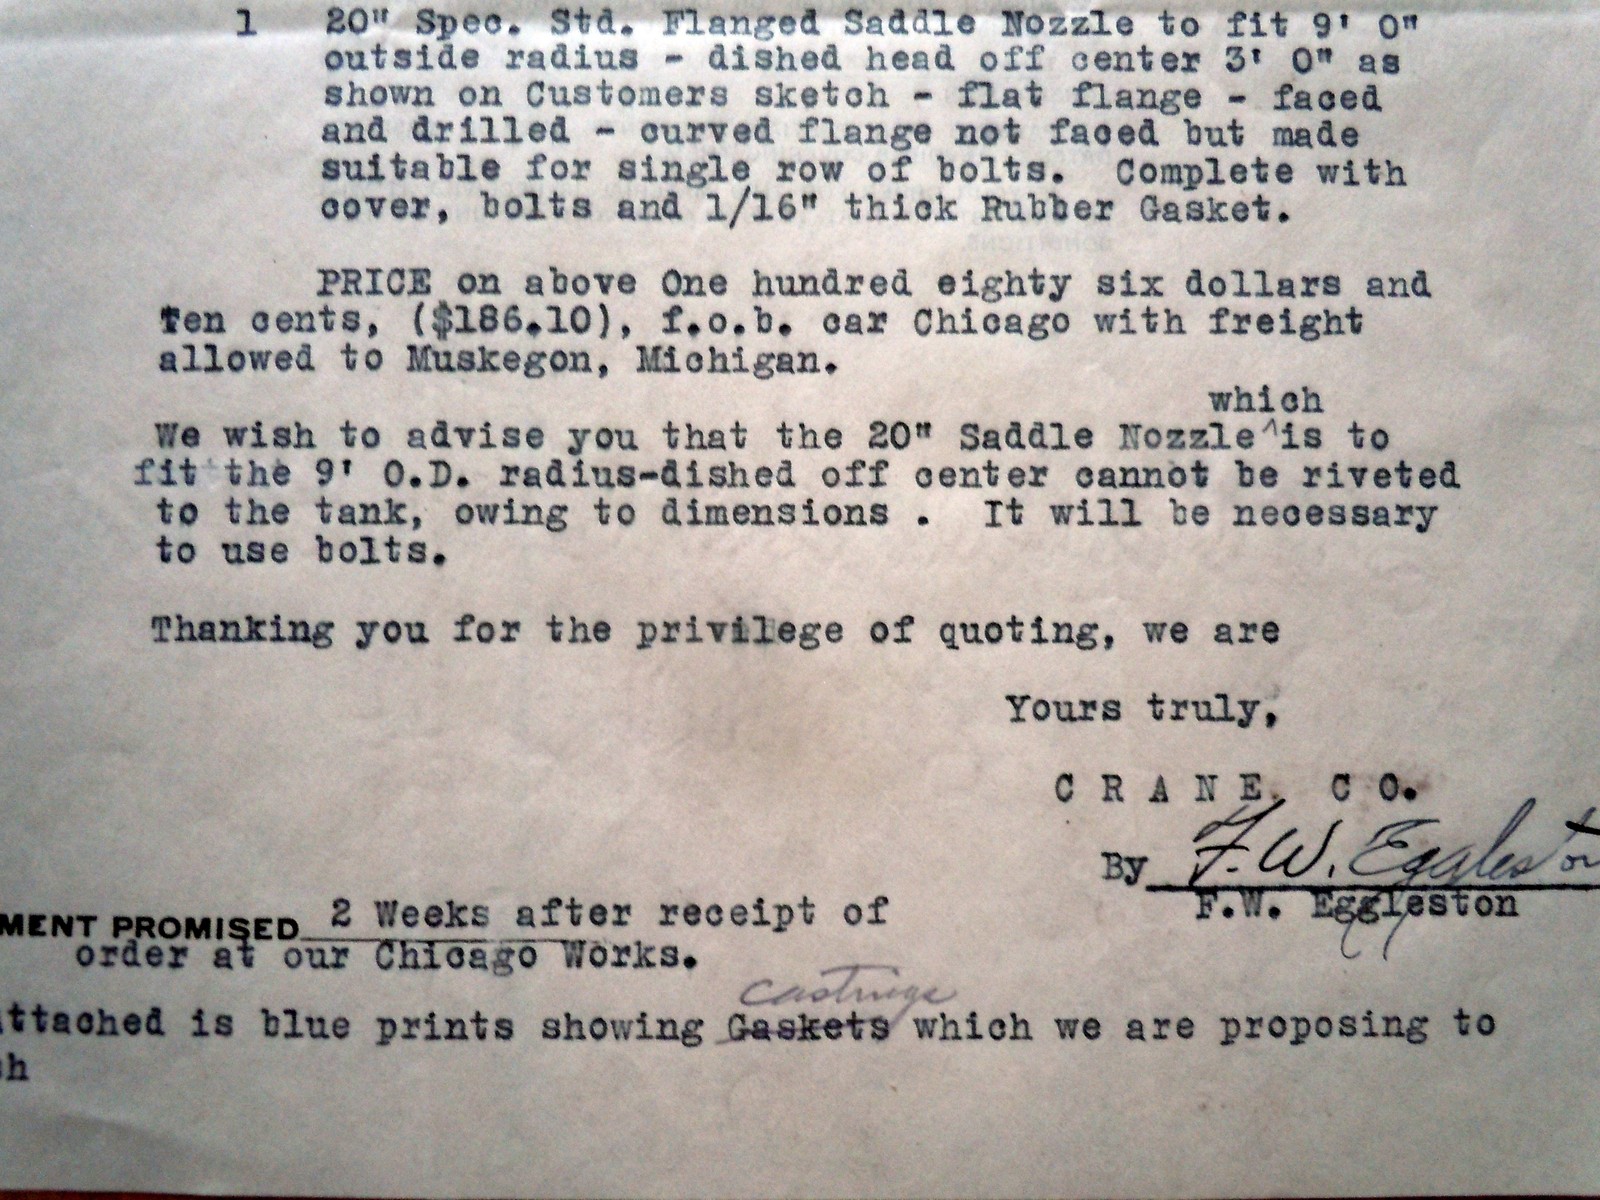 1 20" Spec. Std. Flanged Saddle Nozzle to fit 9' 0"
outside radius - dished head off center 3' 0" as
shown on Customers sketch - flat flange - faced
and drilled - curved flange not faced but made
suitable for single row of bolts. Complete with
cover, bolts and 1/16" thick Rubber Gasket.
PRICE on above One hundred eighty six dollars and
ten cents, ($186.10), f.o.b. car Chicago with freight
allowed to Muskegon, Michigan.
which
We wish to advise you that the 20" Saddle Nozzle ^ is to
fit the 9' O.D. radius-dished off center cannot be riveted
to the tank, owing to dimensions . It will be necessary
to use bolts.
Thanking you for the privilege of quoting, we are
Yours truly,
C R A N E C O.
By F. W. Eggleston
F.W. Eggleston
MENT PROMISED 2 Weeks after receipt of
order at our Chicago Works.
castings
ttached is blue prints showing Gaskets which we are proposing to